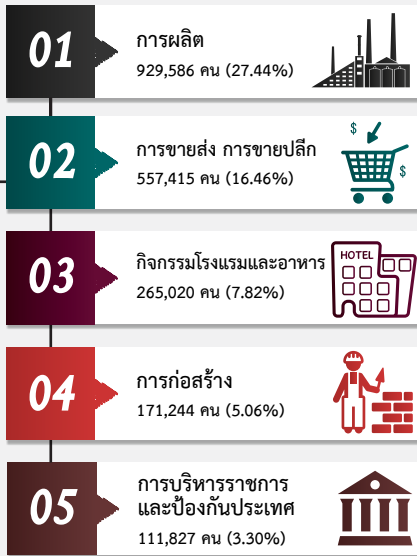 01
การผลิต
929,586 คน (27.44%)
02
การขายส่ง การขายปลีก
557,415 คน (16.46%)
$
$
03
กิจกรรมโรงแรมและอาหาร
265,020 คน (7.82%)
HOTEL
04
การก่อสร้าง
171,244 คน (5.06%)
05
การบริหารราชการ
และป้องกันประเทศ
111,827 คน (3.30%)